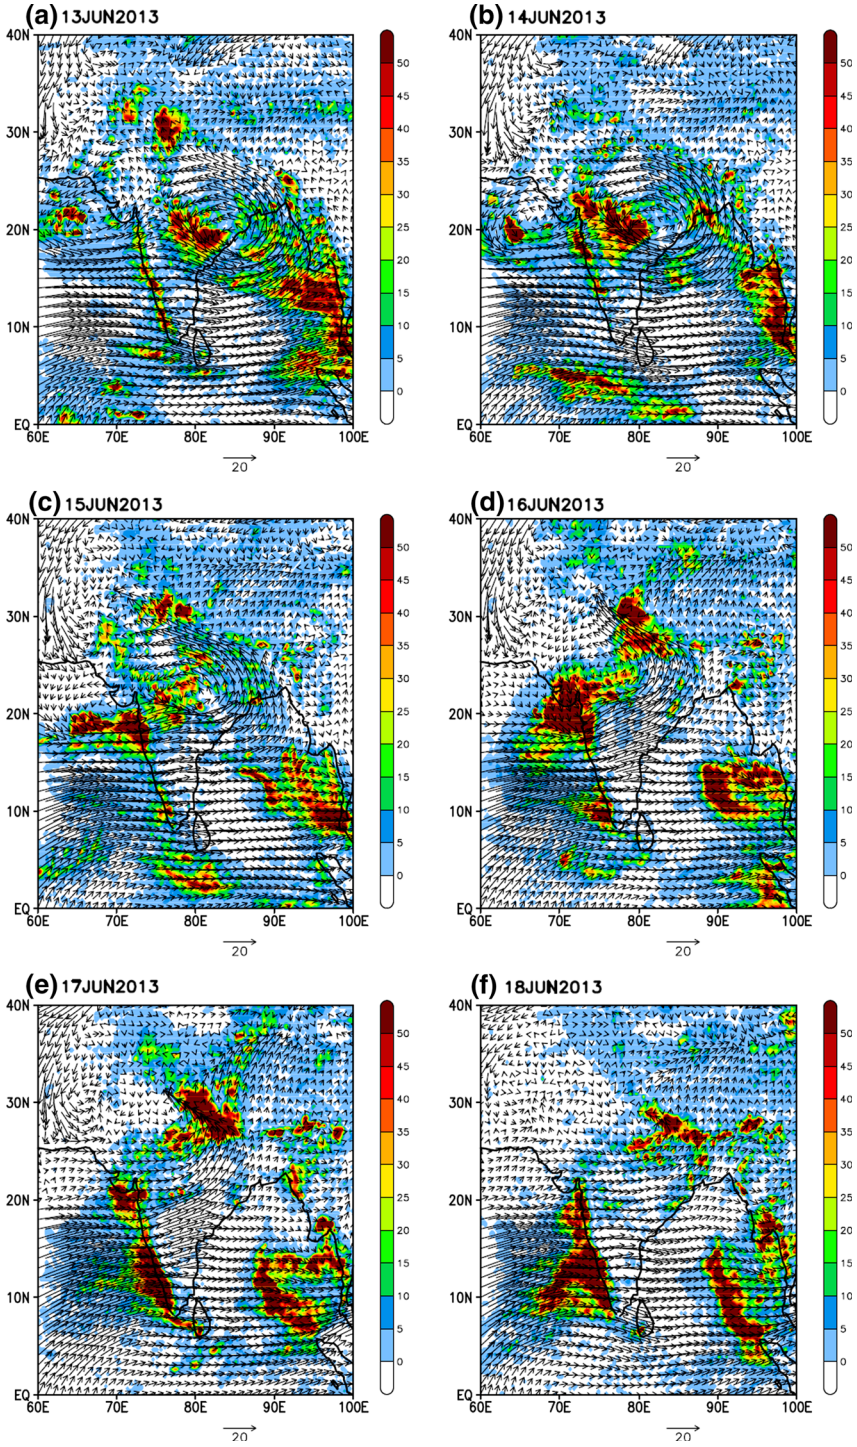 (a) 13JUN2013
(b) 14JUN2013
40N
30N
20N
10N
EQ
60E 70E 80E 90E 100E
20
50
45
40
35
30
25
20
15
10
5
0
40N
30N
20N
10N
EQ
60E 70E 80E 90E 100E
20
50
45
40
35
30
25
20
15
10
5
0
(c) 15JUN2013
(d) 16JUN2013
40N
30N
20N
10N
EQ
60E 70E 80E 90E 100E
20
50
45
40
35
30
25
20
15
10
5
0
40N
30N
20N
10N
EQ
60E 70E 80E 90E 100E
20
50
45
40
35
30
25
20
15
10
5
0
(e) 17JUN2013
(f) 18JUN2013
40N
30N
20N
10N
EQ
60E 70E 80E 90E 100E
20
50
45
40
35
30
25
20
15
10
5
0
40N
30N
20N
10N
EQ
60E 70E 80E 90E 100E
20
50
45
40
35
30
25
20
15
10
5
0